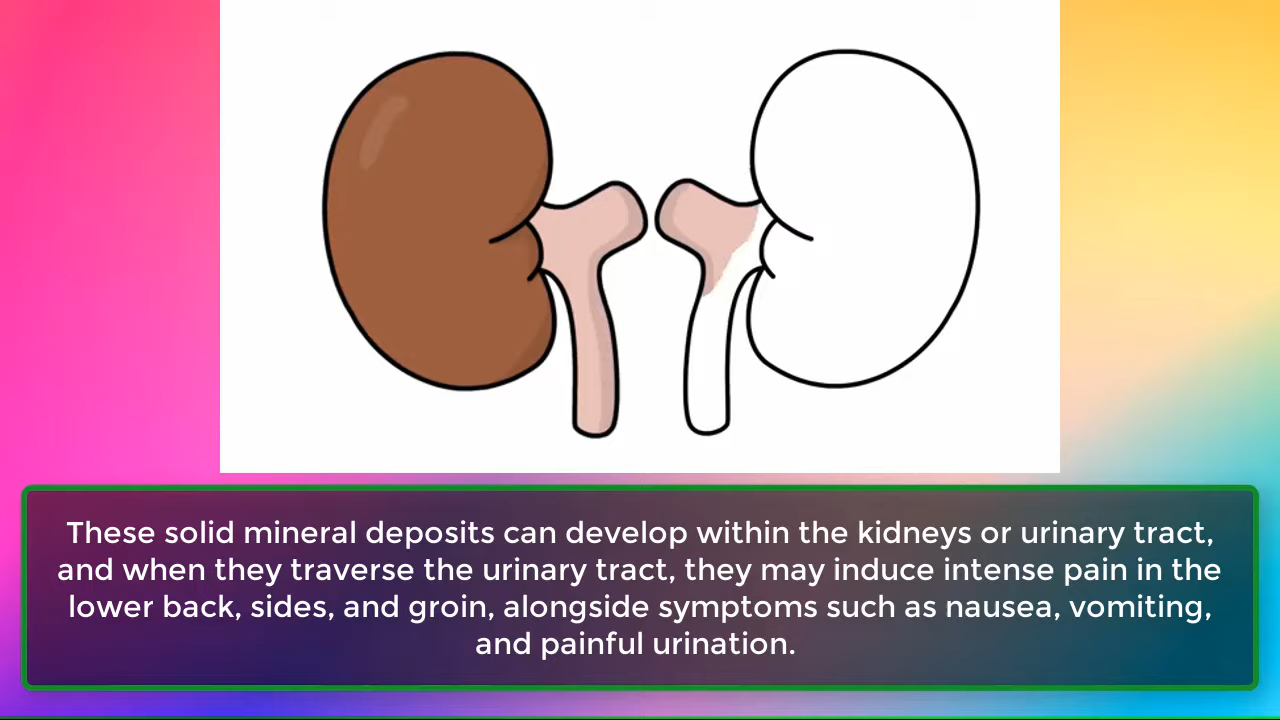 These solid mineral deposits can develop within the kidneys or urinary tract,
and when they traverse the urinary tract, they may induce intense pain in the
lower back, sides, and groin, alongside symptoms such as nausea, vomiting,
and painful urination.